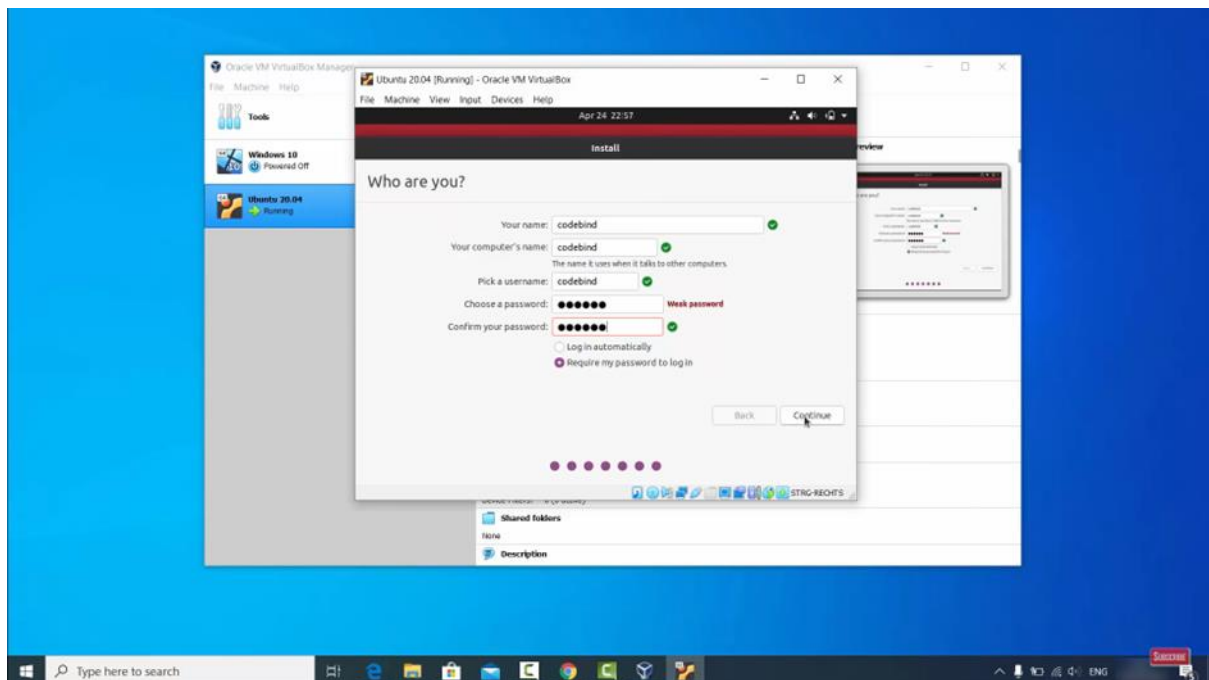 Oracle VM VirtualBox Manager
File Machine Help
Tools
Windows 10
Powered Off
Ubuntu 20.04
Running
Ubuntu 20.04 [Running] - Oracle VM VirtualBox
File Machine View Input Devices Help
Apr 24 22:57
Install
Who are you?
Your name: codebind
Your computer's name: codebind
The name it uses when it talks to other computers.
Pick a username: codebind
Choose a password: ●●●●●● Weak password
Confirm your password: ●●●●●●
Log in automatically
Require my password to log in
Back Continue
STRG-RECHTS
review
Shared folders
None
Description
Type here to search
ENG
SUBSCRIBE